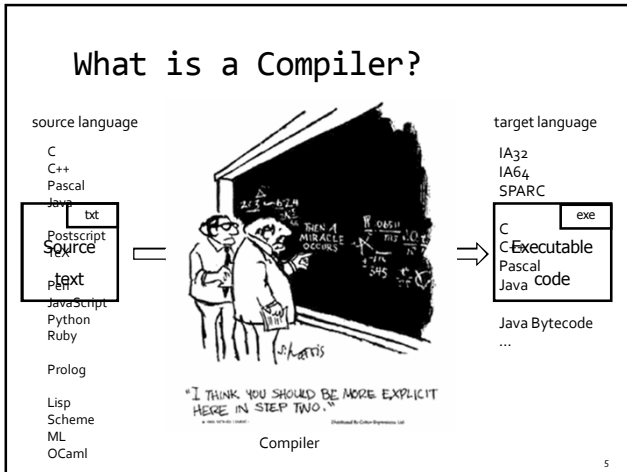 What is a Compiler?
source language
C
C++
Pascal
Java
txt
Postscript
TeX
Source
text
Perl
JavaScript
Python
Ruby
Prolog
Lisp
Scheme
ML
OCaml
THEN A
MIRACLE
OCCURS
S. Harris
"I THINK YOU SHOULD BE MORE EXPLICIT
HERE IN STEP TWO."
Compiler
target language
IA32
IA64
SPARC
exe
C
C++
Executable
code
Pascal
Java
Java Bytecode
...
5